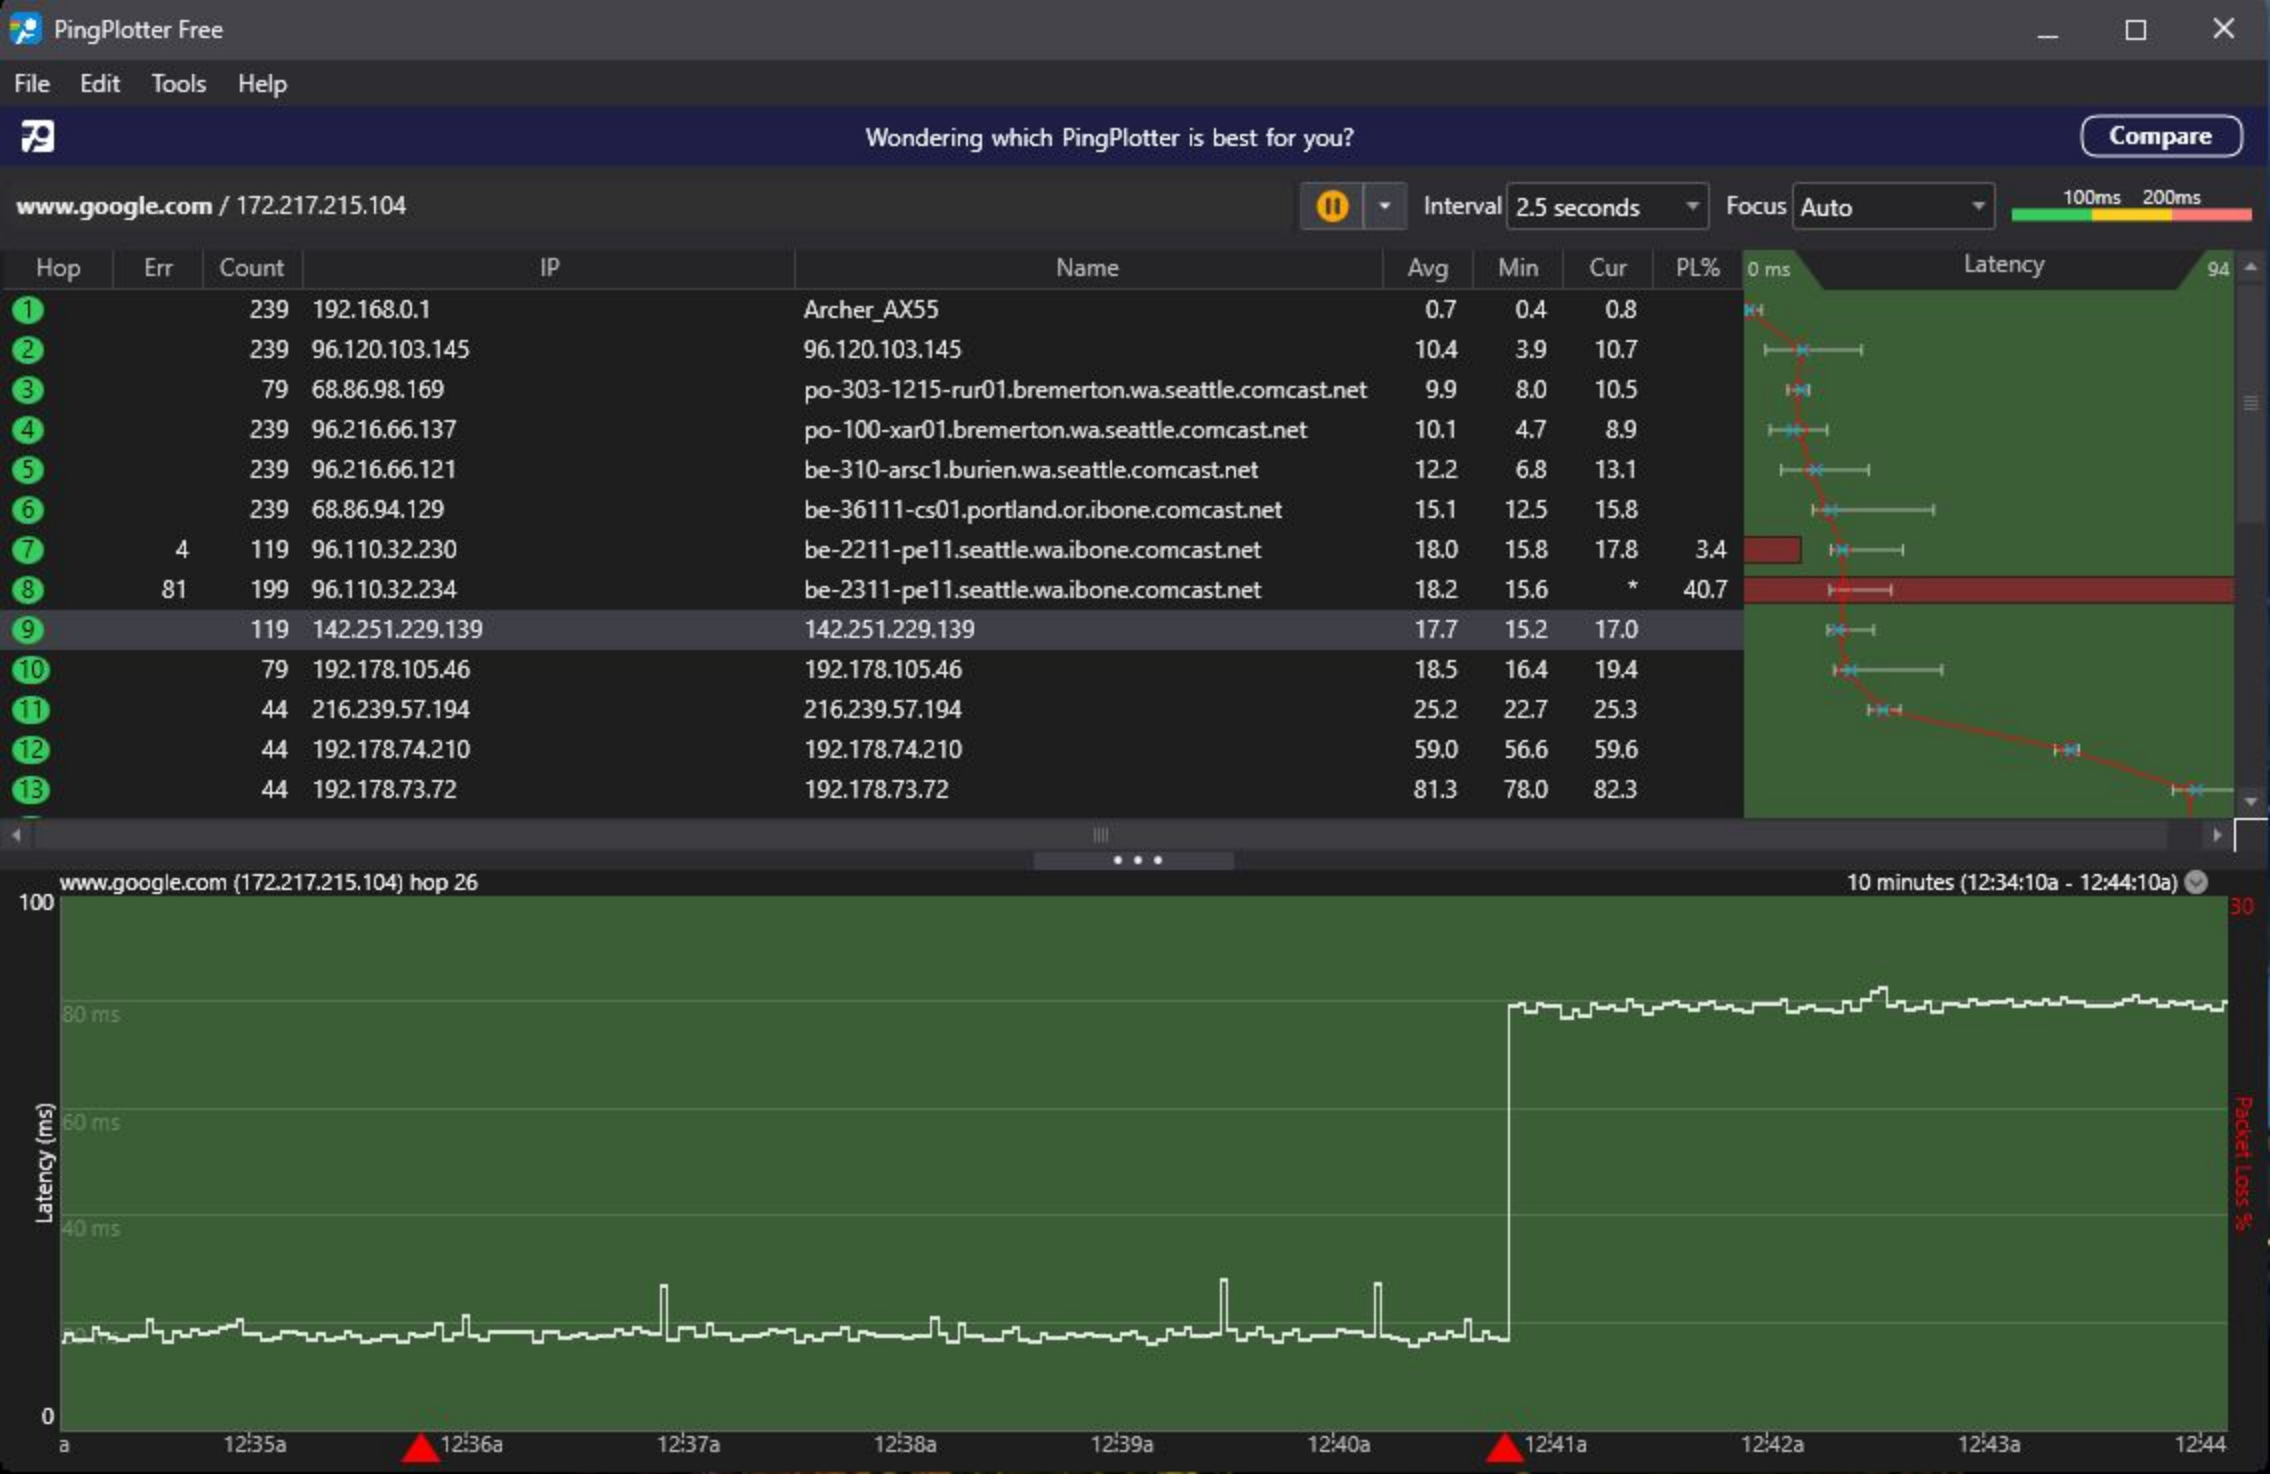 PingPlotter Free
File Edit Tools Help
Wondering which PingPlotter is best for you? Compare
www.google.com / 172.217.215.104 Interval 2.5 seconds Focus Auto 100ms 200ms
Hop Err Count IP Name Avg Min Cur PL% 0 ms Latency 94
1 239 192.168.0.1 Archer_AX55 0.7 0.4 0.8
2 239 96.120.103.145 96.120.103.145 10.4 3.9 10.7
3 79 68.86.98.169 po-303-1215-rur01.bremerton.wa.seattle.comcast.net 9.9 8.0 10.5
4 239 96.216.66.137 po-100-xar01.bremerton.wa.seattle.comcast.net 10.1 4.7 8.9
5 239 96.216.66.121 be-310-arsc1.burien.wa.seattle.comcast.net 12.2 6.8 13.1
6 239 68.86.94.129 be-36111-cs01.portland.or.ibone.comcast.net 15.1 12.5 15.8
7 4 119 96.110.32.230 be-2211-pe11.seattle.wa.ibone.comcast.net 18.0 15.8 17.8 3.4
8 81 199 96.110.32.234 be-2311-pe11.seattle.wa.ibone.comcast.net 18.2 15.6 * 40.7
9 119 142.251.229.139 142.251.229.139 17.7 15.2 17.0
10 79 192.178.105.46 192.178.105.46 18.5 16.4 19.4
11 44 216.239.57.194 216.239.57.194 25.2 22.7 25.3
12 44 192.178.74.210 192.178.74.210 59.0 56.6 59.6
13 44 192.178.73.72 192.178.73.72 81.3 78.0 82.3
www.google.com (172.217.215.104) hop 26 10 minutes (12:34:10a - 12:44:10a)
100 30
80 ms
60 ms
Latency (ms)
Packet Loss %
40 ms
0
a 12:35a 12:36a 12:37a 12:38a 12:39a 12:40a 12:41a 12:42a 12:43a 12:44